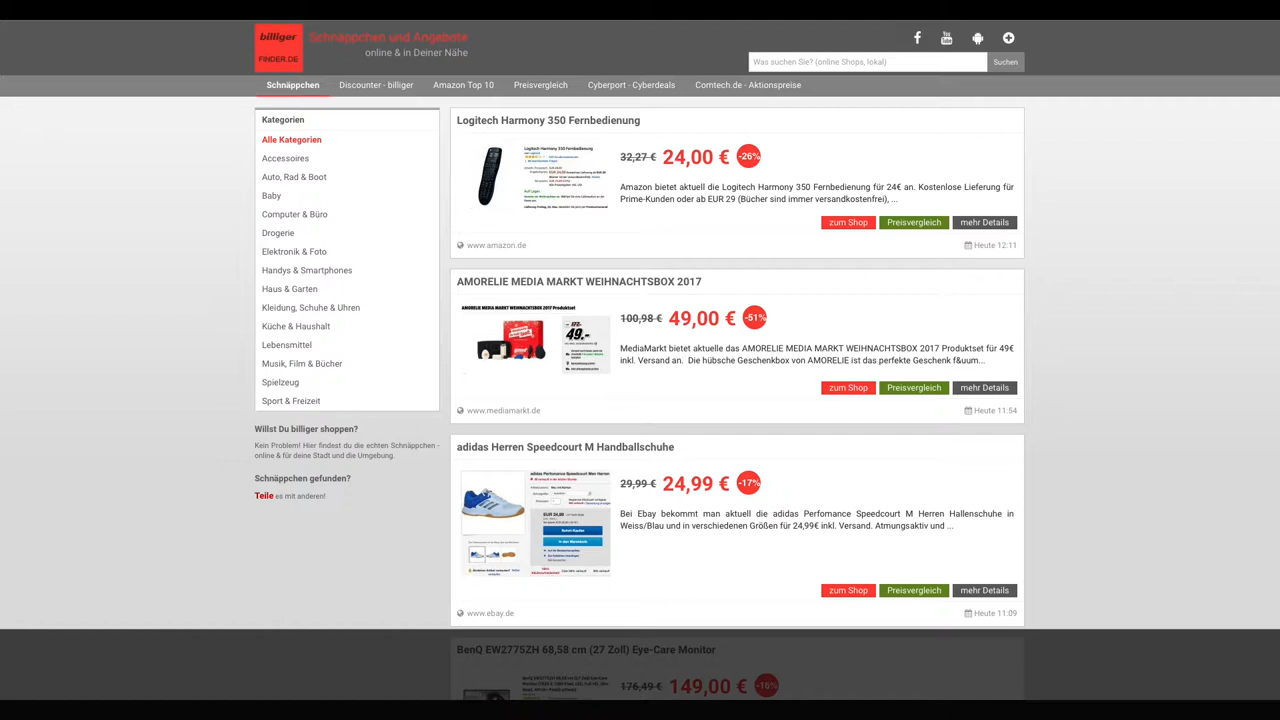 billiger
FINDER.DE
Schnäppchen und Angebote
online & in Deiner Nähe
Was suchen Sie? (online Shops, lokal)
Suchen
Schnäppchen
Discounter - billiger
Amazon Top 10
Preisvergleich
Cyberport - Cyberdeals
Comtech.de - Aktionspreise
Kategorien
Alle Kategorien
Accessoires
Auto, Rad & Boot
Baby
Computer & Büro
Drogerie
Elektronik & Foto
Handys & Smartphones
Haus & Garten
Kleidung, Schuhe & Uhren
Küche & Haushalt
Lebensmittel
Musik, Film & Bücher
Spielzeug
Sport & Freizeit
Willst Du billiger shoppen?
Kein Problem! Hier findest du die echten Schnäppchen -
online & für deine Stadt und die Umgebung.
Schnäppchen gefunden?
Teile es mit anderen!
Logitech Harmony 350 Fernbedienung
Logitech Harmony 350 Fernbedienung
32,27 € 24,00 € -26%
Amazon bietet aktuell die Logitech Harmony 350 Fernbedienung für 24€ an. Kostenlose Lieferung für
Prime-Kunden oder ab EUR 29 (Bücher sind immer versandkostenfrei), ...
zum Shop
Preisvergleich
mehr Details
www.amazon.de
Heute 12:11
AMORELIE MEDIA MARKT WEIHNACHTSBOX 2017
AMORELIE MEDIA MARKT WEIHNACHTSBOX 2017 Produktset
49.-
100,98 € 49,00 € -51%
MediaMarkt bietet aktuelle das AMORELIE MEDIA MARKT WEIHNACHTSBOX 2017 Produktset für 49€
inkl. Versand an. Die hübsche Geschenkbox von AMORELIE ist das perfekte Geschenk f&uum...
zum Shop
Preisvergleich
mehr Details
www.mediamarkt.de
Heute 11:54
adidas Herren Speedcourt M Handballschuhe
29,99 € 24,99 € -17%
Bei Ebay bekommt man aktuell die adidas Perfomance Speedcourt M Herren Hallenschuhe in
Weiss/Blau und in verschiedenen Größen für 24,99€ inkl. Versand. Atmungsaktiv und ...
zum Shop
Preisvergleich
mehr Details
www.ebay.de
Heute 11:09
BenQ EW2775ZH 68,58 cm (27 Zoll) Eye-Care Monitor
176,49 € 149,00 € -16%